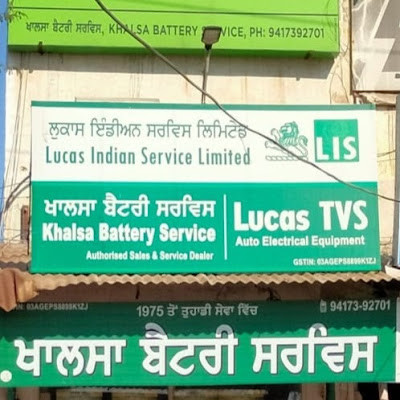 ਖਾਲਸਾ ਬੈਟਰੀ ਸਰਵਿਸ, KHALSA BATTERY SERVICE, PH: 9417392701
ਲੁਕਾਸ ਇੰਡੀਅਨ ਸਰਵਿਸ ਲਿਮਿਟੇਡ
Lucas Indian Service Limited
LIS
ਖਾਲਸਾ ਬੈਟਰੀ ਸਰਵਿਸ
Khalsa Battery Service
Authorised Sales & Service Dealer
Lucas TVS
Auto Electrical Equipment
GSTIN: 03AGEPS8898K1ZJ
GSTIN: 03AGEPS8898K1ZJ
1975 ਤੋਂ ਤੁਹਾਡੀ ਸੇਵਾ ਵਿੱਚ
94173-92701
ਖਾਲਸਾ ਬੈਟਰੀ ਸਰਵਿਸ